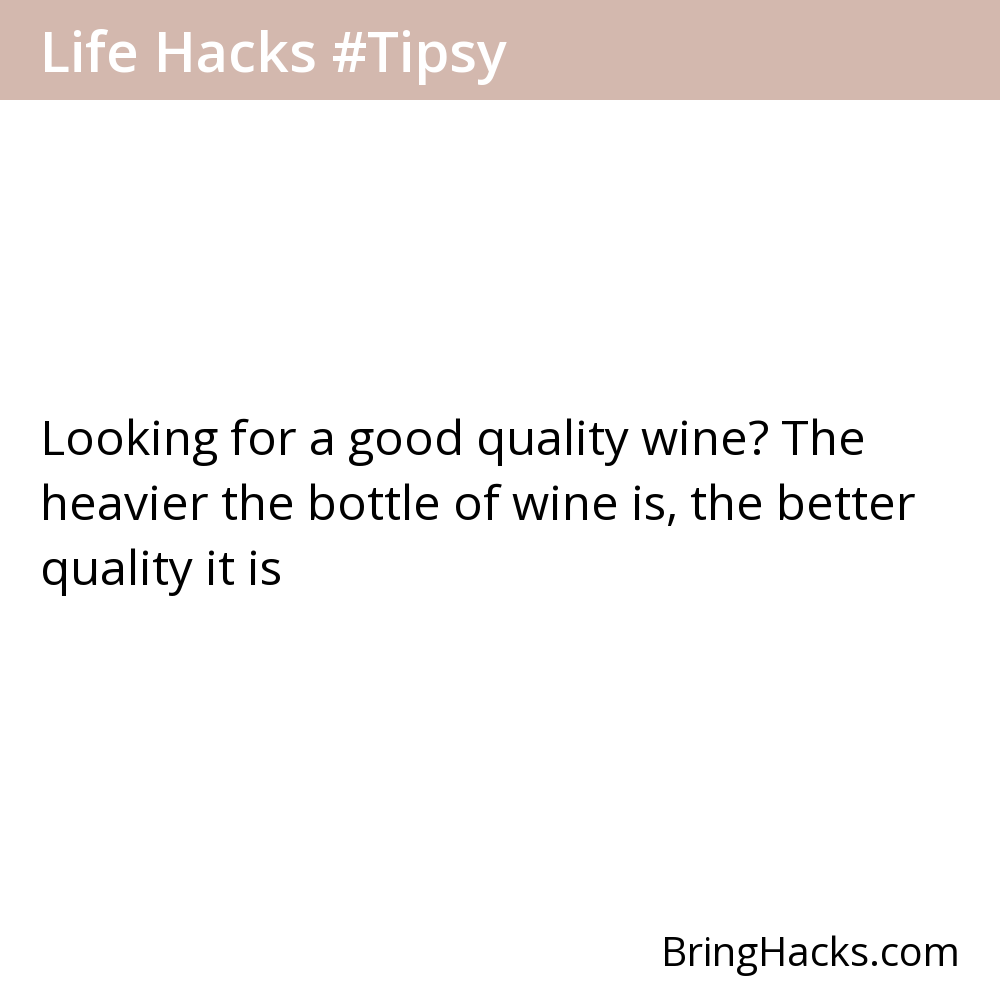 Life Hacks #Tipsy
Looking for a good quality wine? The
heavier the bottle of wine is, the better
quality it is
BringHacks.com